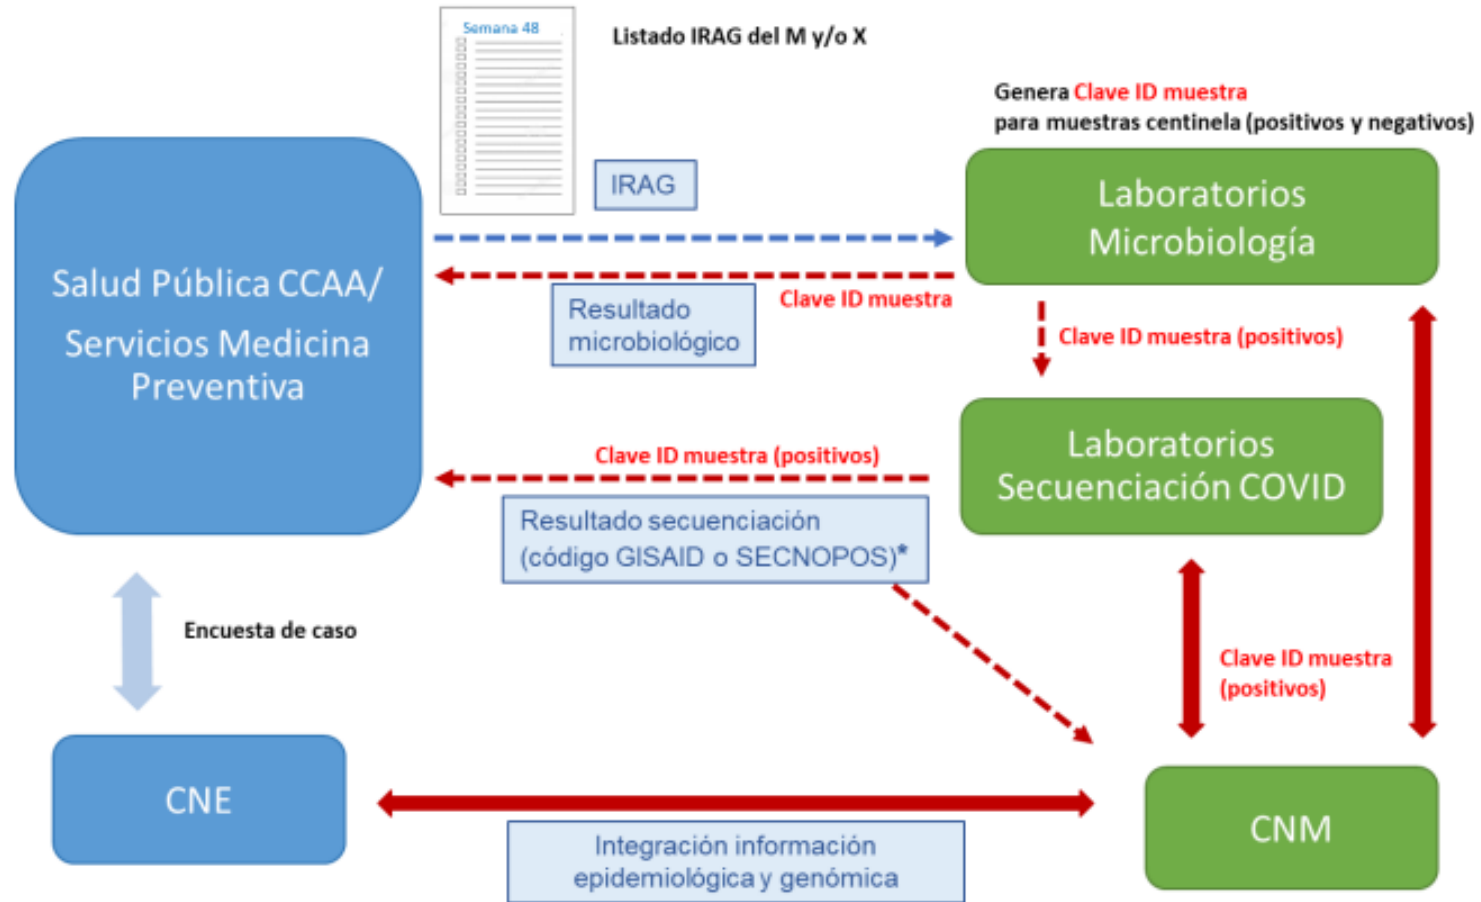 Semana 48
Listado IRAG del M y/o X
Genera Clave ID muestra
para muestras centinela (positivos y negativos)
IRAG
Laboratorios
Microbiología
Salud Pública CCAA/
Servicios Medicina
Preventiva
Clave ID muestra
Resultado
microbiológico
Clave ID muestra (positivos)
Laboratorios
Secuenciación COVID
Clave ID muestra (positivos)
Resultado secuenciación
(código GISAID o SECNOPOS)*
Encuesta de caso
Clave ID muestra
(positivos)
CNE
CNM
Integración información
epidemiológica y genómica